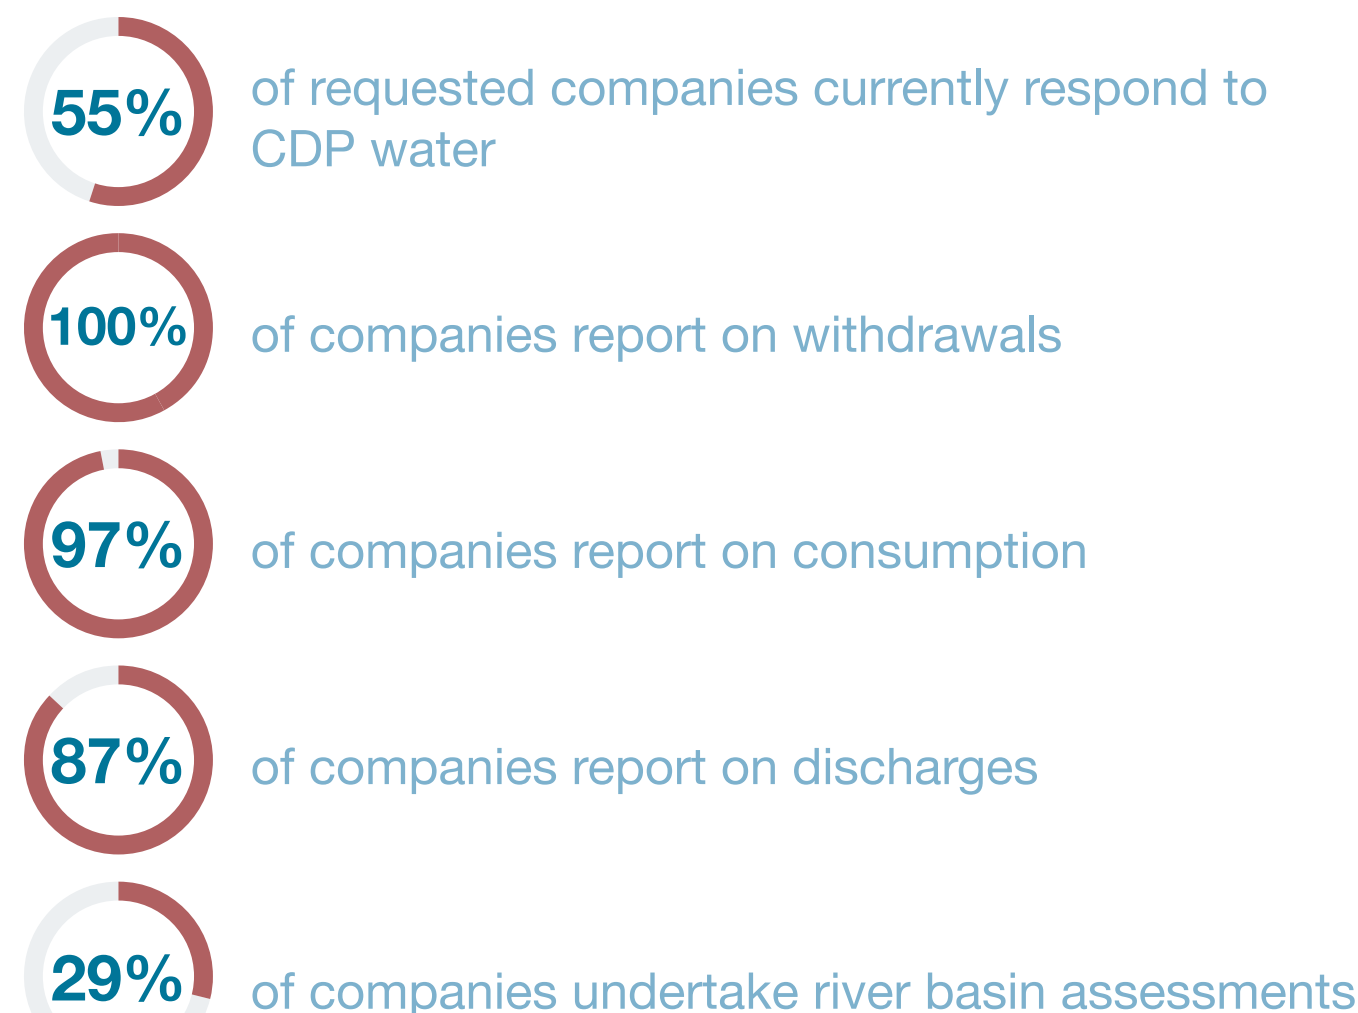 55%
of requested companies currently respond to
CDP water
100%
of companies report on withdrawals
97%
of companies report on consumption
87%
of companies report on discharges
29%
of companies undertake river basin assessments